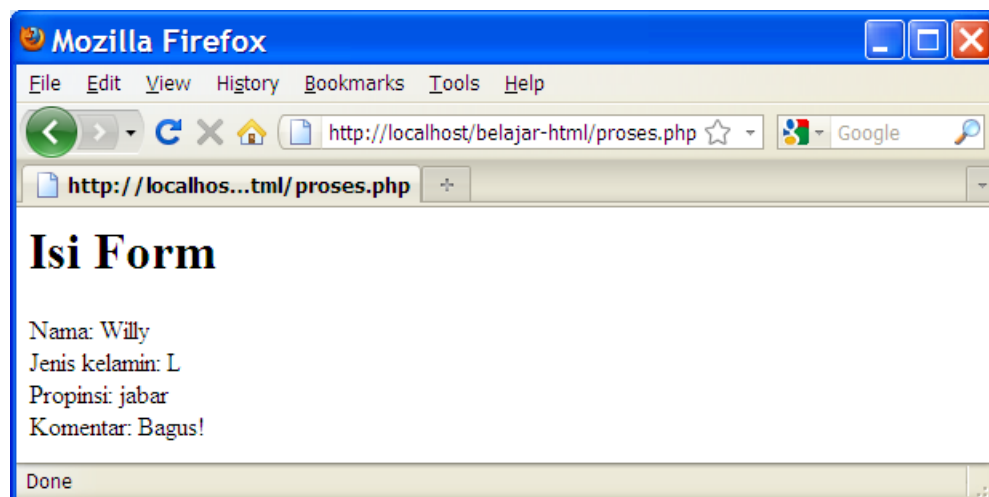 Mozilla Firefox
File Edit View History Bookmarks Tools Help
http://localhost/belajar-html/proses.php Google
http://localhos...tml/proses.php
Isi Form
Nama: Willy
Jenis kelamin: L
Propinsi: jabar
Komentar: Bagus!
Done